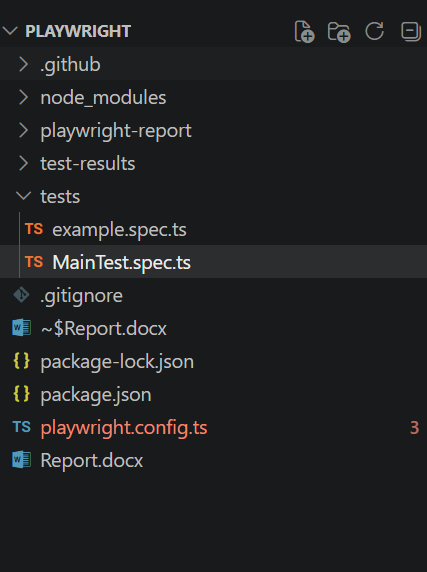 PLAYWRIGHT
.github
node_modules
playwright-report
test-results
tests
TS example.spec.ts
TS MainTest.spec.ts
.gitignore
W ~$Report.docx
{} package-lock.json
{} package.json
TS playwright.config.ts 3
W Report.docx